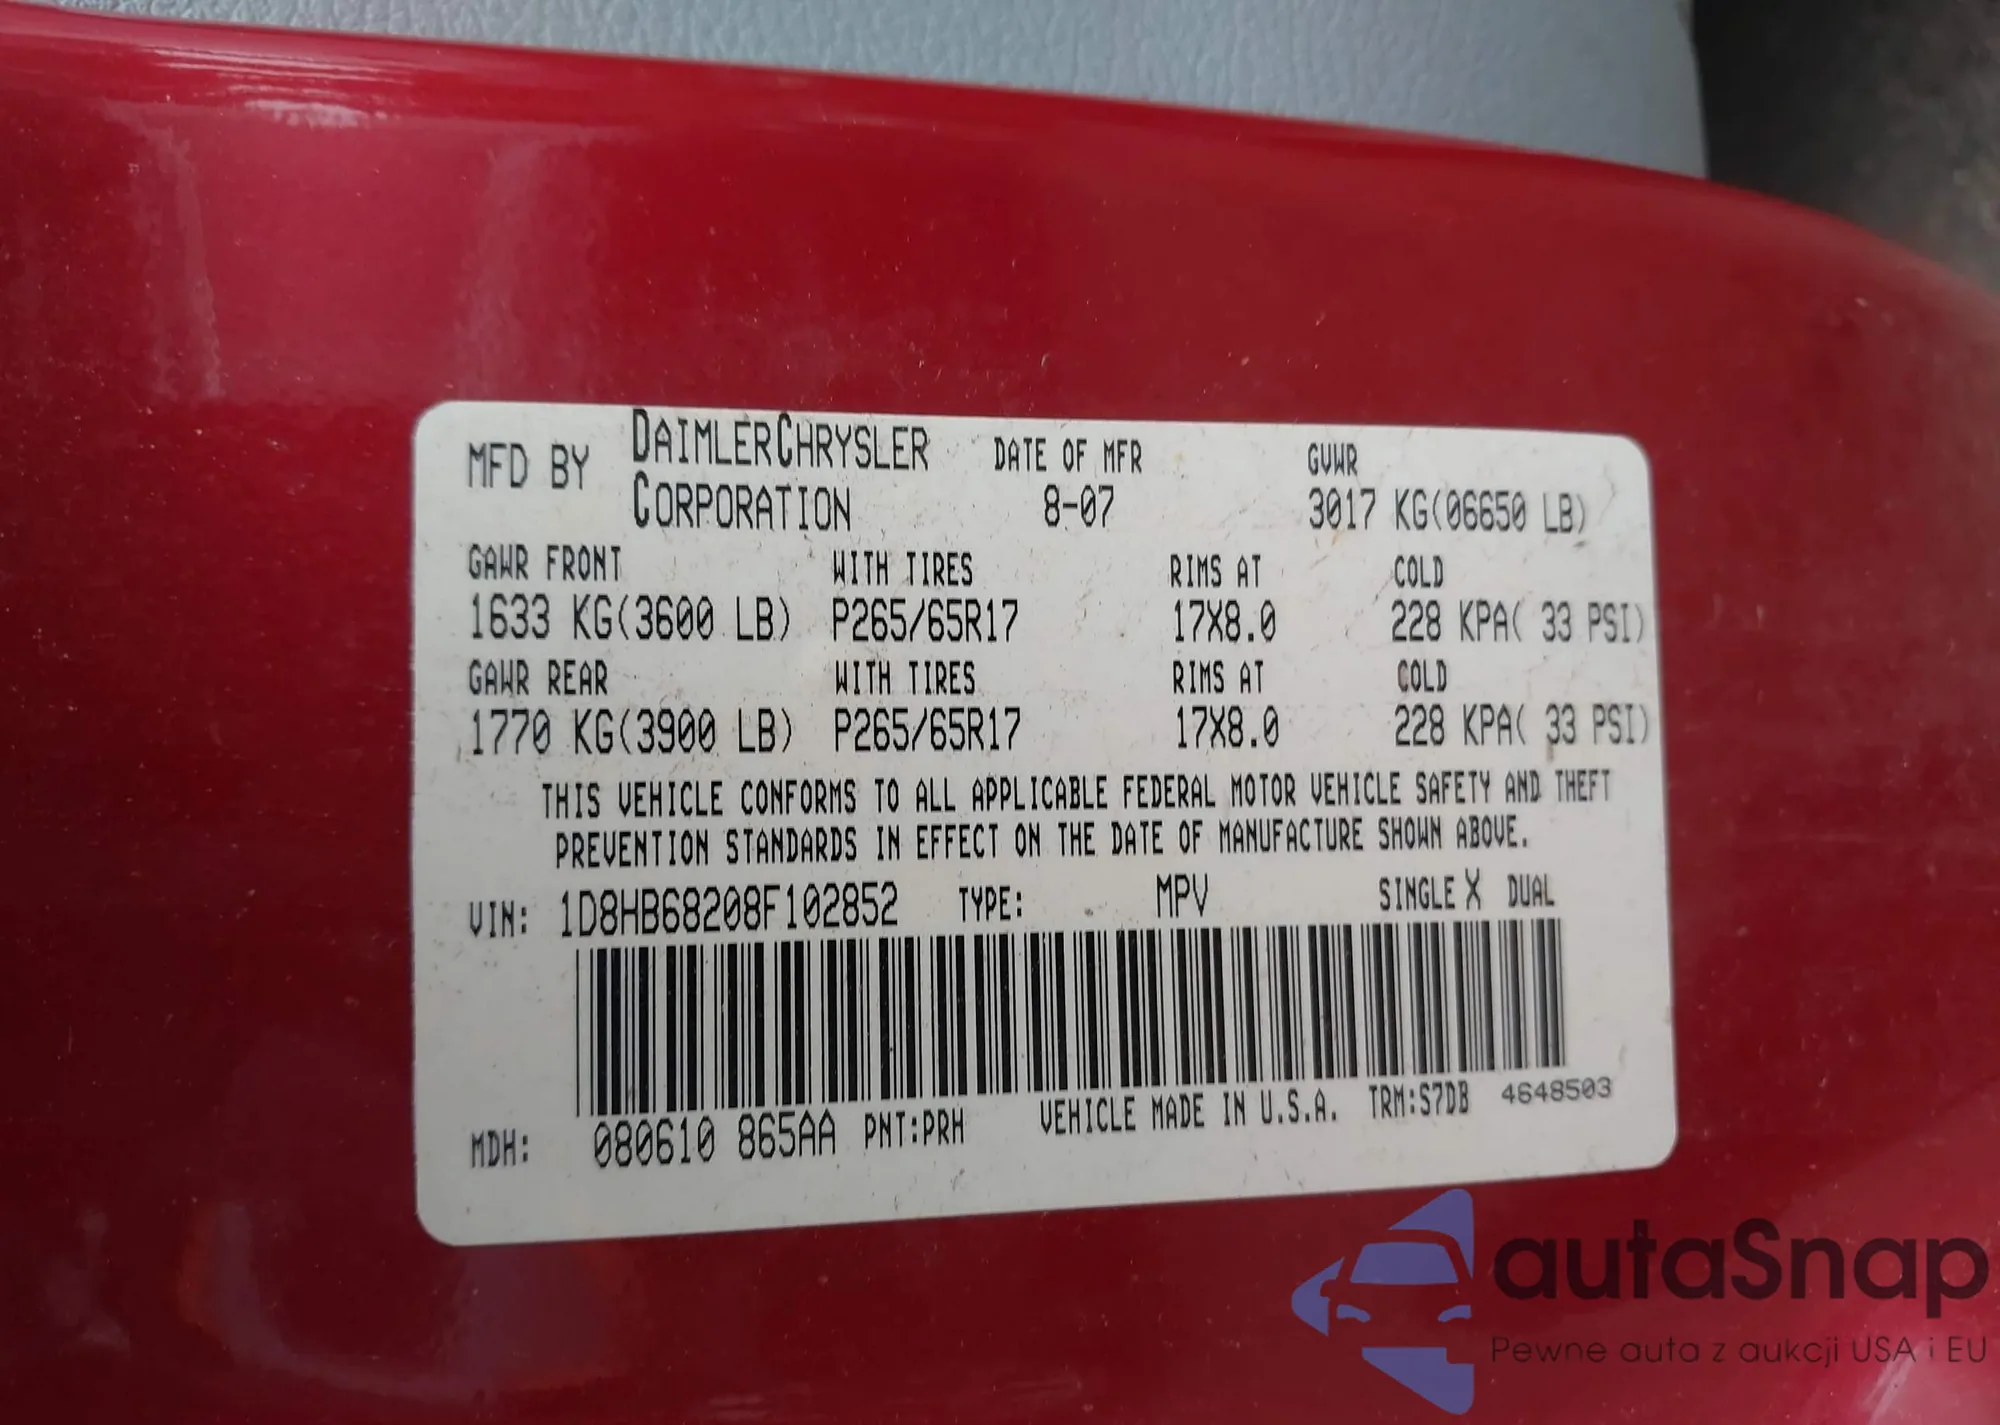 MFD BY DAIMLERCHRYSLER CORPORATION DATE OF MFR 8-07 GVWR 3017 KG(06650 LB)
GAWR FRONT WITH TIRES RIMS AT COLD
1633 KG(3600 LB) P265/65R17 17X8.0 228 KPA( 33 PSI)
GAWR REAR WITH TIRES RIMS AT COLD
1770 KG(3900 LB) P265/65R17 17X8.0 228 KPA( 33 PSI)
THIS VEHICLE CONFORMS TO ALL APPLICABLE FEDERAL MOTOR VEHICLE SAFETY AND THEFT
PREVENTION STANDARDS IN EFFECT ON THE DATE OF MANUFACTURE SHOWN ABOVE.
VIN: 1D8HB68208F102852 TYPE: MPV SINGLE X DUAL
MDH: 080610 865AA PNT:PRH VEHICLE MADE IN U.S.A. TRM:S7DB 4648503
autaSnap
Pewne auta z aukcji USA i EU